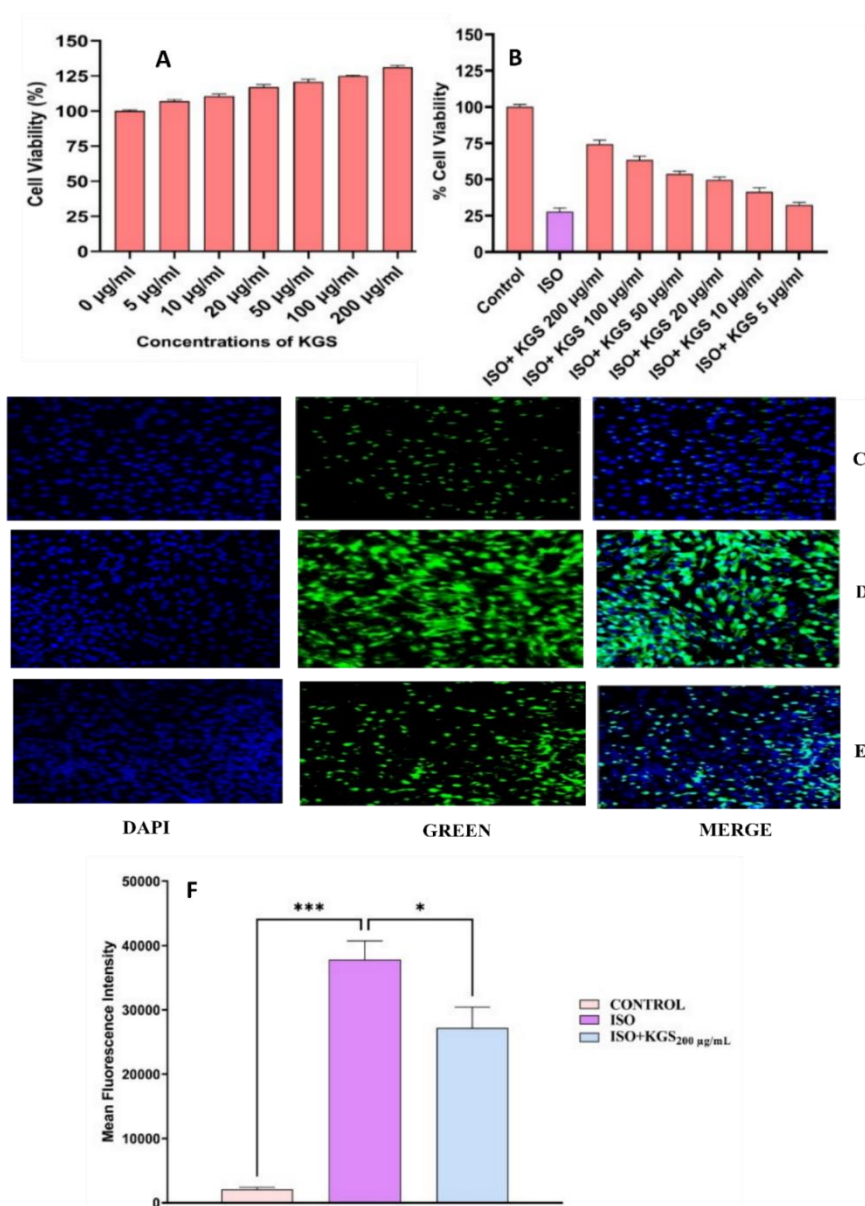 A
Cell Viability (%)
150
125
100
75
50
25
0
0 µg/ml
5 µg/ml
10 µg/ml
20 µg/ml
50 µg/ml
100 µg/ml
200 µg/ml
Concentrations of KGS
B
% Cell Viability
150
125
100
75
50
25
0
Control
ISO
ISO+ KGS 200 µg/ml
ISO+ KGS 100 µg/ml
ISO+ KGS 50 µg/ml
ISO+ KGS 20 µg/ml
ISO+ KGS 10 µg/ml
ISO+ KGS 5 µg/ml
C
D
E
DAPI
GREEN
MERGE
F
Mean Fluorescence Intensity
50000
40000
30000
20000
10000
0
***
*
CONTROL
ISO
ISO+KGS200 µg/mL